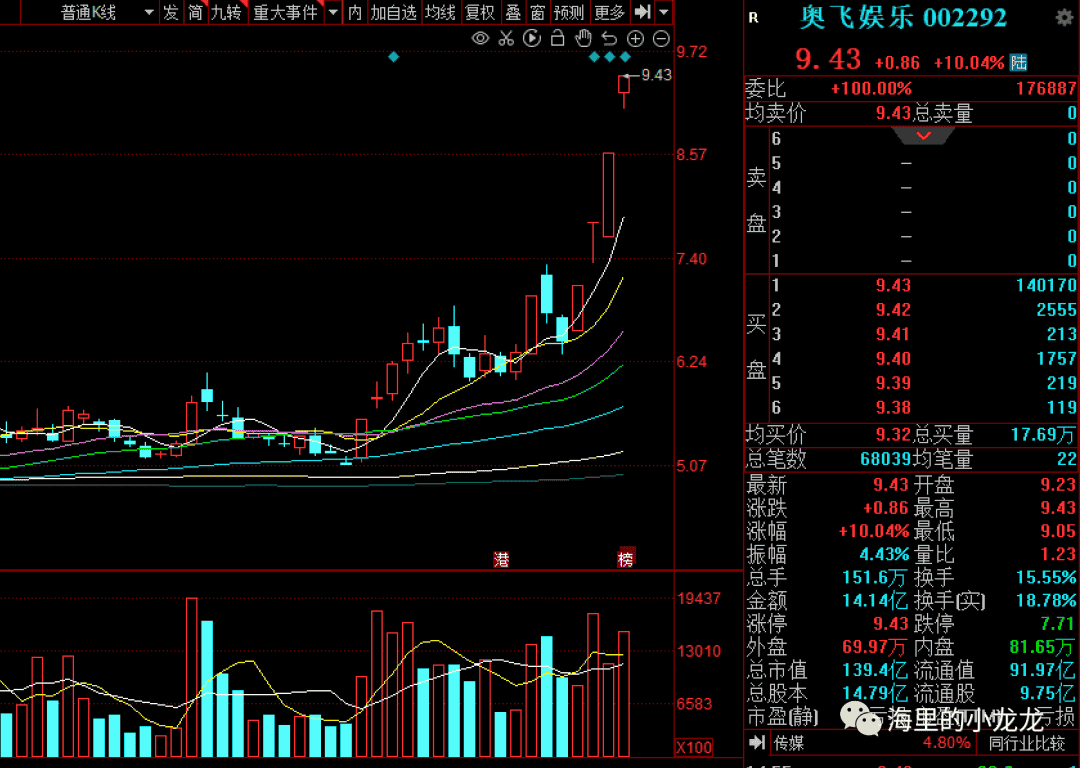 普通K线 发 简 九转 重大事件 内 加自选 均线 复权 叠 窗 预测 更多
9.72
9.43
8.57
7.40
6.24
5.07
港 榜
19437
13010
6583
X100
R 奥飞娱乐 002292
9.43 +0.86 +10.04% 陆
委比 +100.00% 176887
均卖价 9.43 总卖量 0
卖盘
6 0
5 — 0
4 — 0
3 — 0
2 — 0
1 — 0
买盘
1 9.43 140170
2 9.42 2555
3 9.41 213
4 9.40 1757
5 9.39 219
6 9.38 119
均买价 9.32 总买量 17.69万
总笔数 68039 均笔量 22
最新 9.43 开盘 9.23
涨跌 +0.86 最高 9.43
涨幅 +10.04% 最低 9.05
振幅 4.43% 量比 1.23
总手 151.6万 换手 15.55%
金额 14.14亿 换手(实) 18.78%
涨停 9.43 跌停 7.71
外盘 69.97万 内盘 81.65万
总市值 139.4亿 流通值 91.97亿
总股本 14.79亿 流通股 9.75亿
市盈(静) 亏损
海里的小龙龙
传媒 4.80% 同行业比较